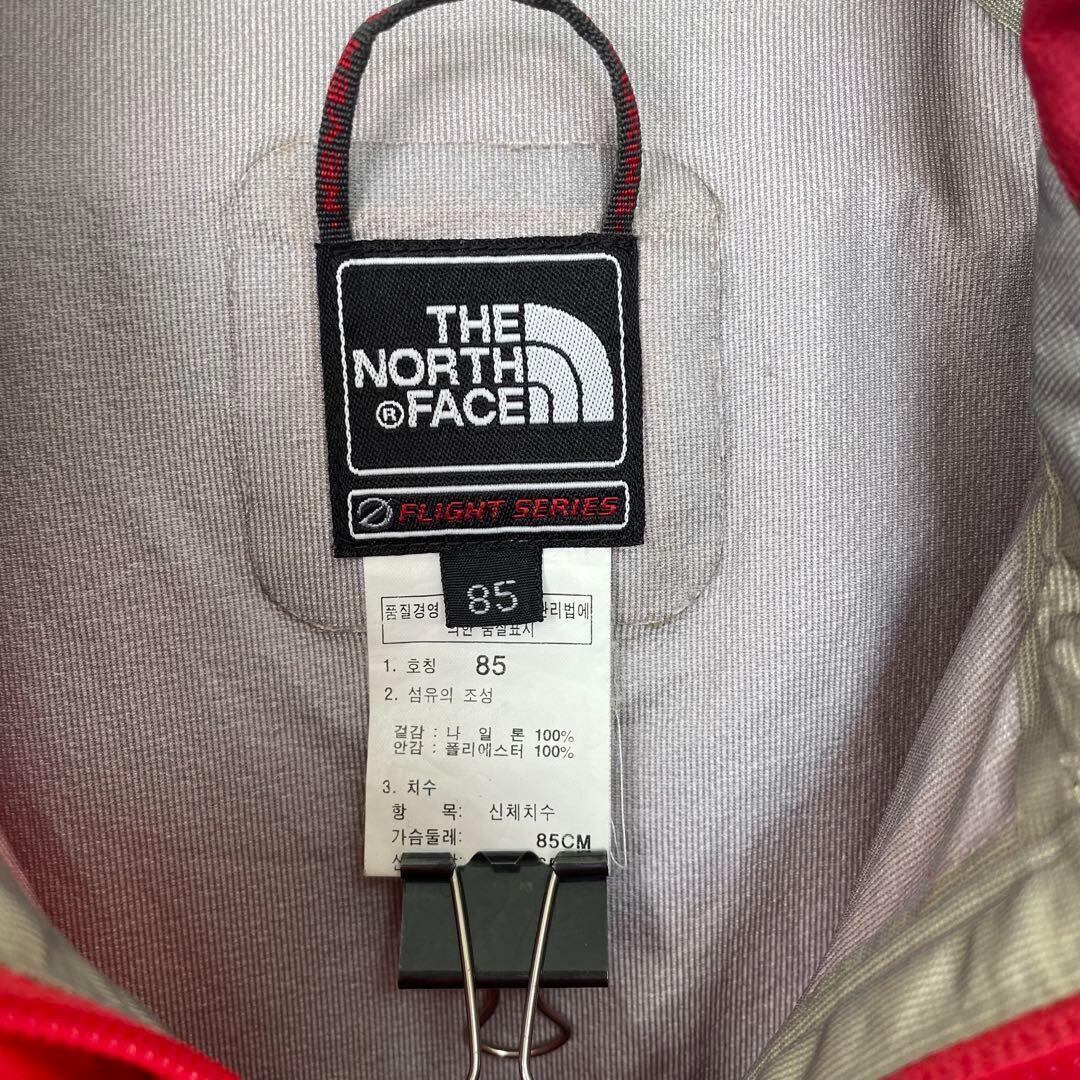 THE
NORTH
® FACE
FLIGHT SERIES
85
품질경영 관리법에
의한 품질표시
1. 호칭 85
2. 섬유의 조성
겉감 : 나 일 론 100%
안감 : 폴리에스터 100%
3. 치수
항 목: 신체치수
가슴둘레: 85CM